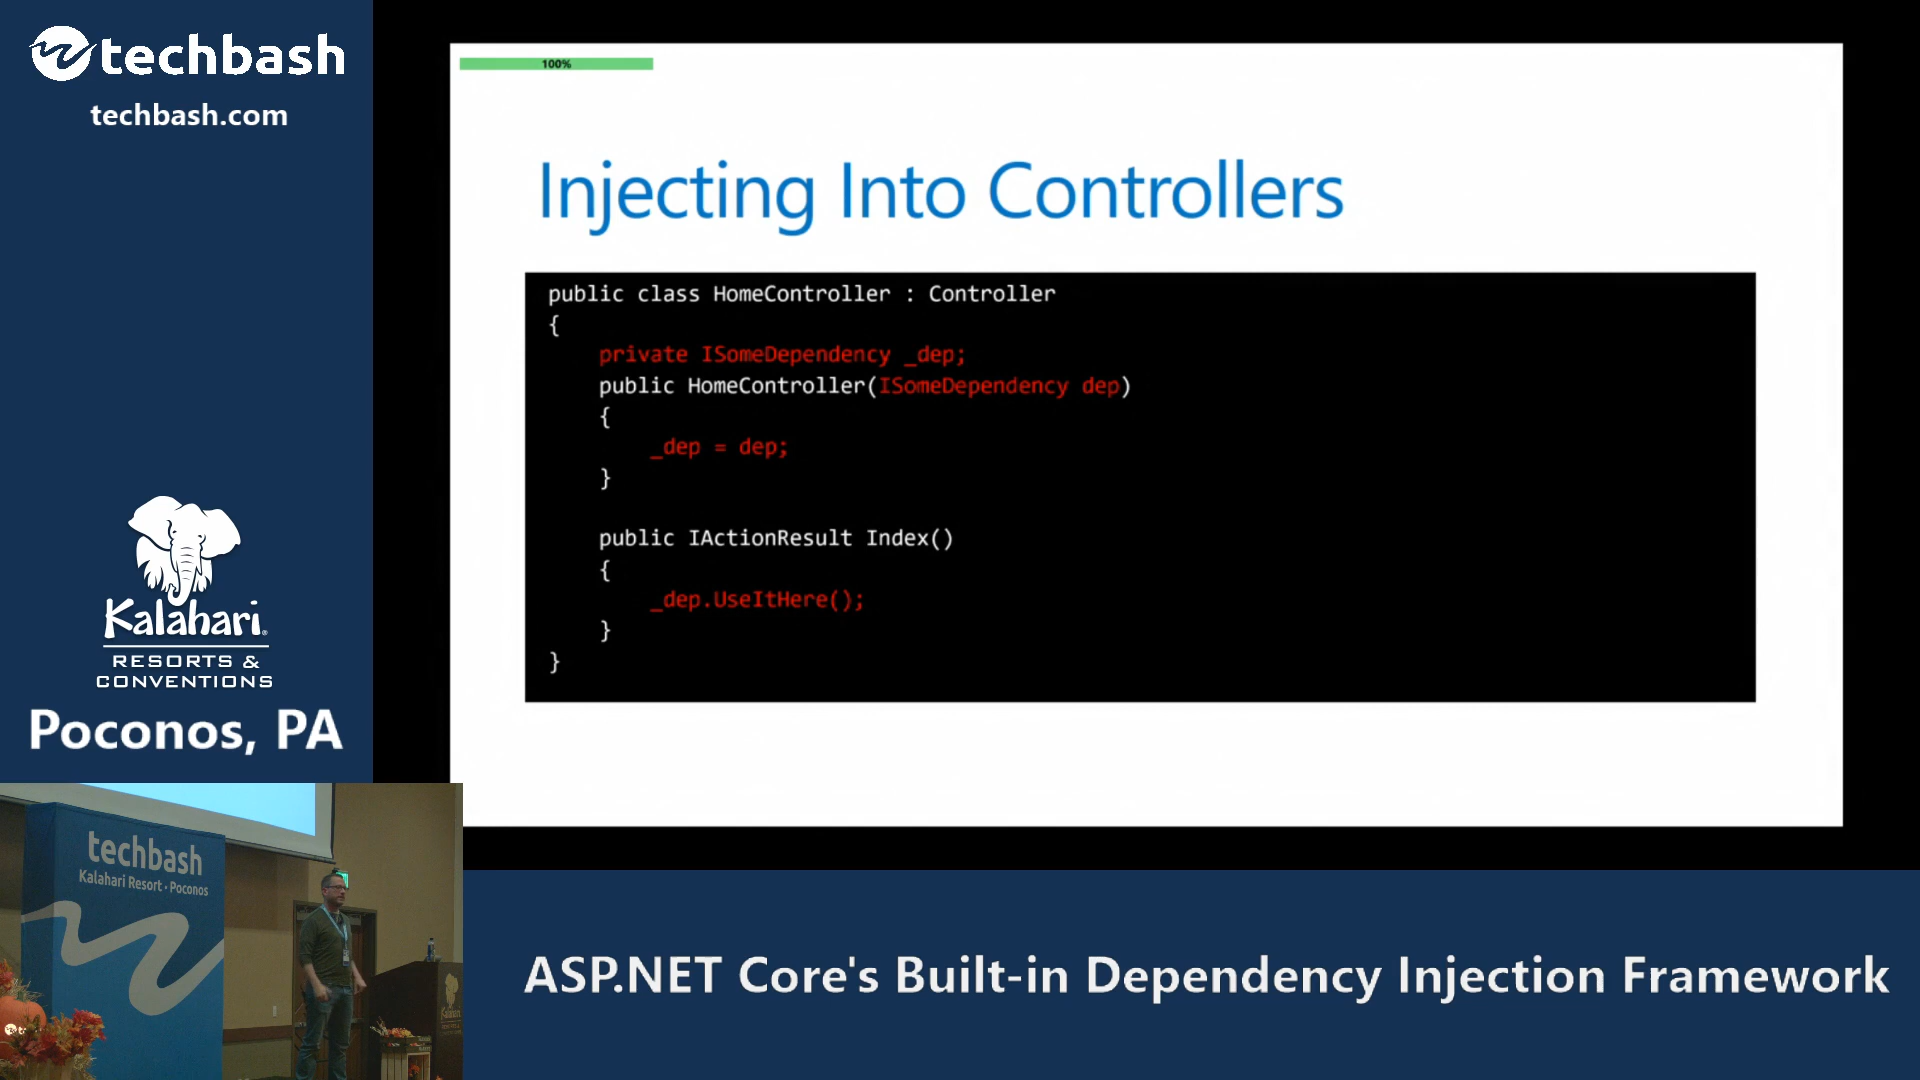 techbash
techbash.com
Kalahari®
RESORTS &
CONVENTIONS
Poconos, PA
100%
Injecting Into Controllers
public class HomeController : Controller
{
    private ISomeDependency _dep;
    public HomeController(ISomeDependency dep)
    {
        _dep = dep;
    }

    public IActionResult Index()
    {
        _dep.UseItHere();
    }
}
techbash
Kalahari Resort · Poconos
ASP.NET Core's Built-in Dependency Injection Framework